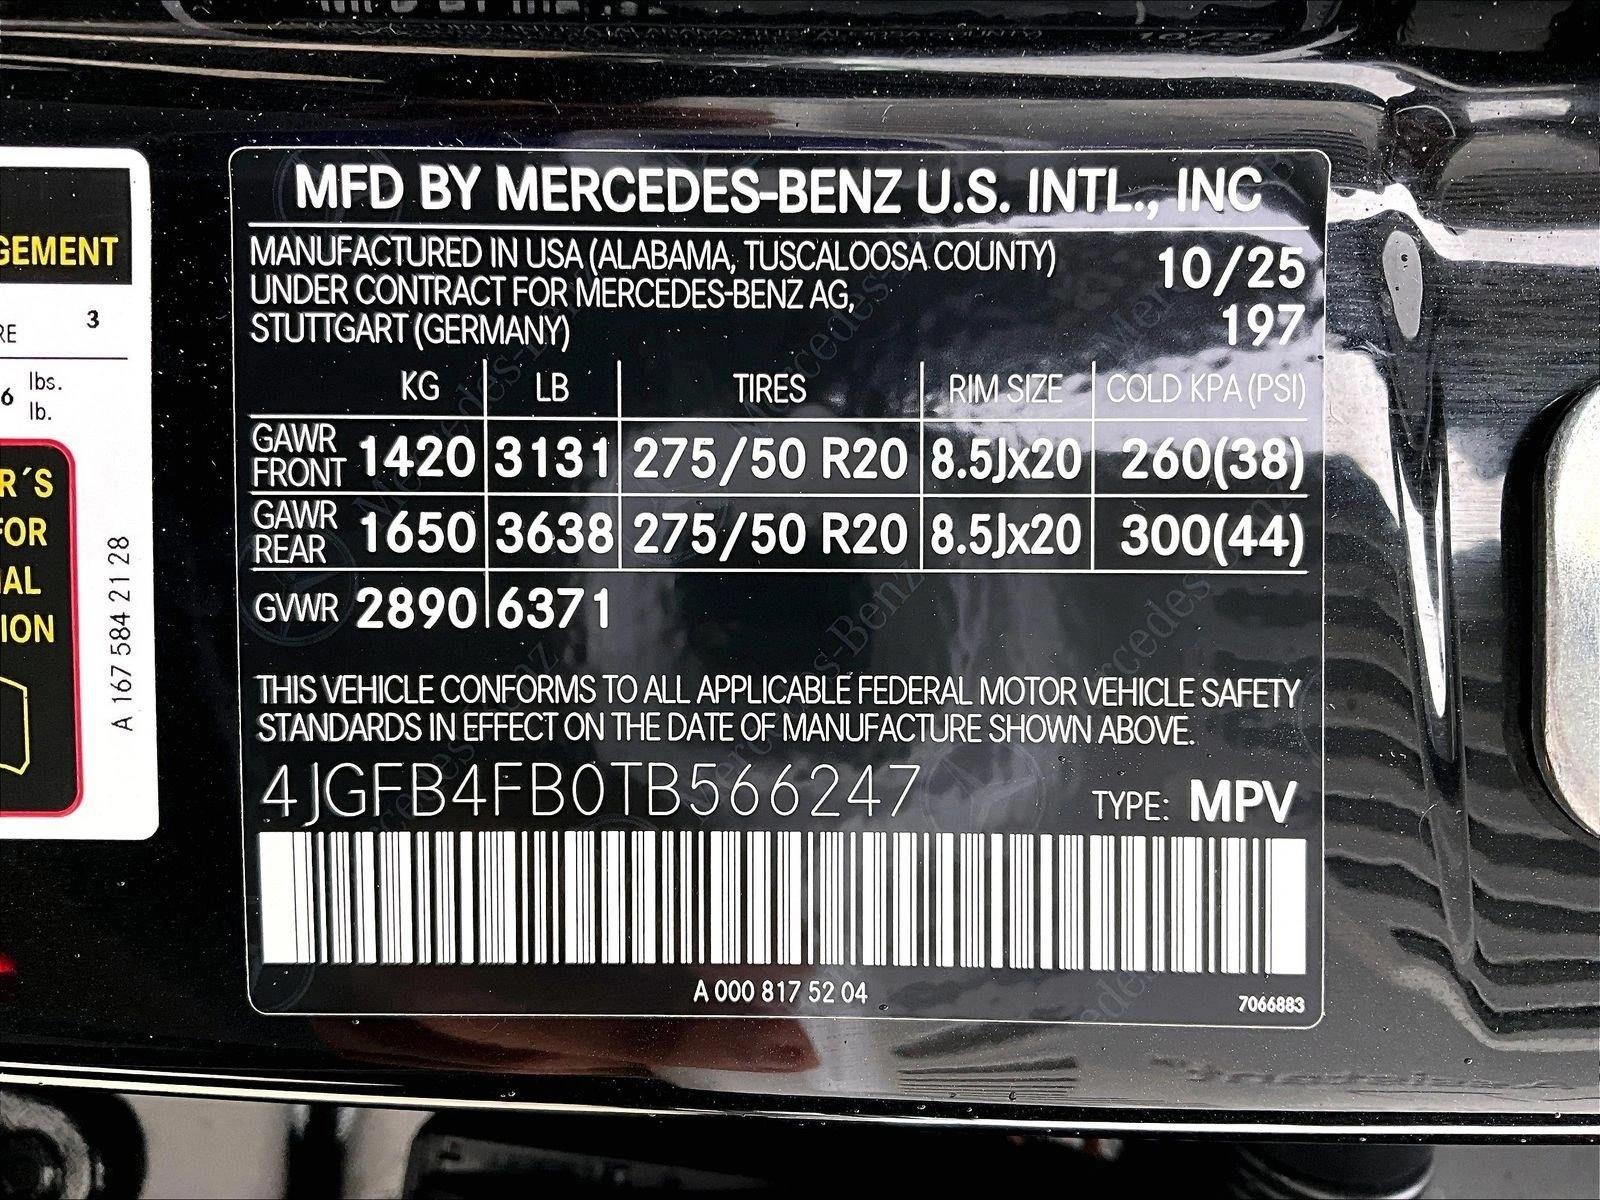 GEMENT
RE 3
6 lbs.
lb.
R´S
FOR
IAL
ION
A 167 584 21 28
MFD BY MERCEDES-BENZ U.S. INTL., INC
MANUFACTURED IN USA (ALABAMA, TUSCALOOSA COUNTY) 10/25
UNDER CONTRACT FOR MERCEDES-BENZ AG,
STUTTGART (GERMANY) 197
KG LB TIRES RIM SIZE COLD KPA (PSI)
GAWR FRONT 1420 3131 275/50 R20 8.5Jx20 260(38)
GAWR REAR 1650 3638 275/50 R20 8.5Jx20 300(44)
GVWR 2890 6371
THIS VEHICLE CONFORMS TO ALL APPLICABLE FEDERAL MOTOR VEHICLE SAFETY
STANDARDS IN EFFECT ON THE DATE OF MANUFACTURE SHOWN ABOVE.
4JGFB4FB0TB566247 TYPE: MPV
A 000 817 52 04
7066883